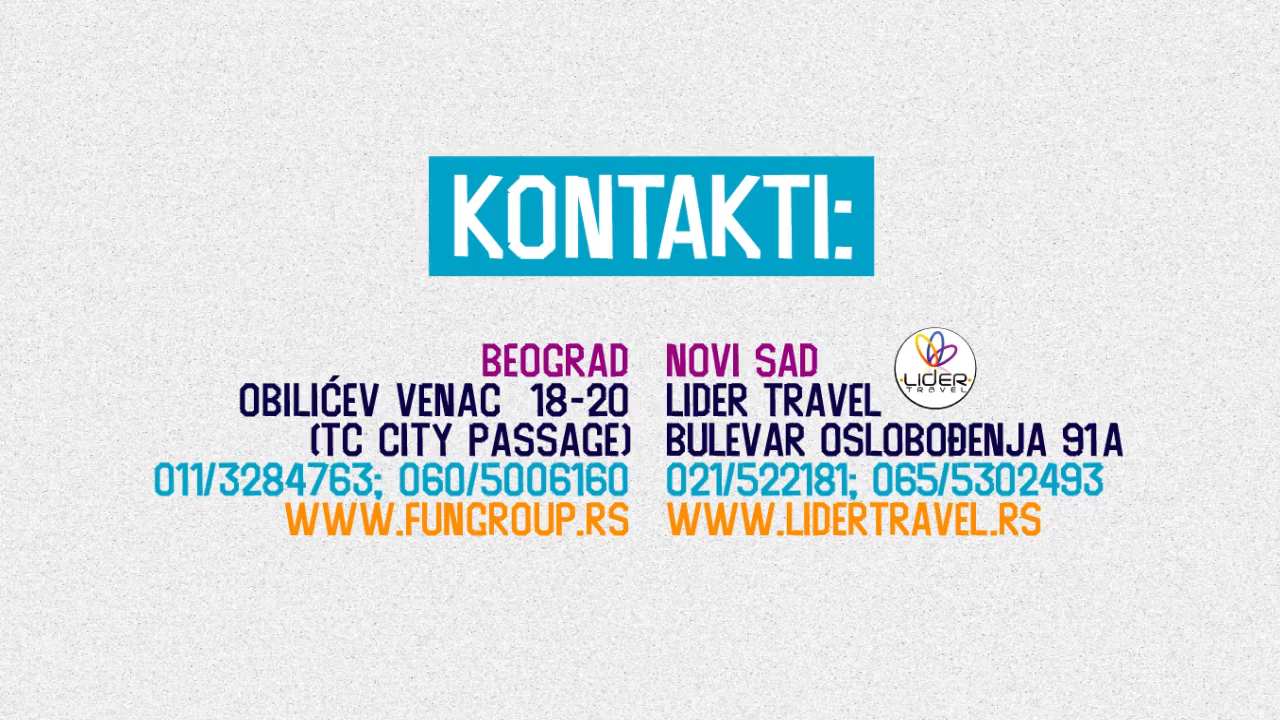 KONTAKTI:
BEOGRAD
OBILIĆEV VENAC 18-20
(TC CITY PASSAGE)
011/3284763; 060/5006160
WWW.FUNGROUP.RS
NOVI SAD
LIDER TRAVEL
BULEVAR OSLOBOĐENJA 91A
021/522181; 065/5302493
WWW.LIDERTRAVEL.RS
LIDER
TRAVEL